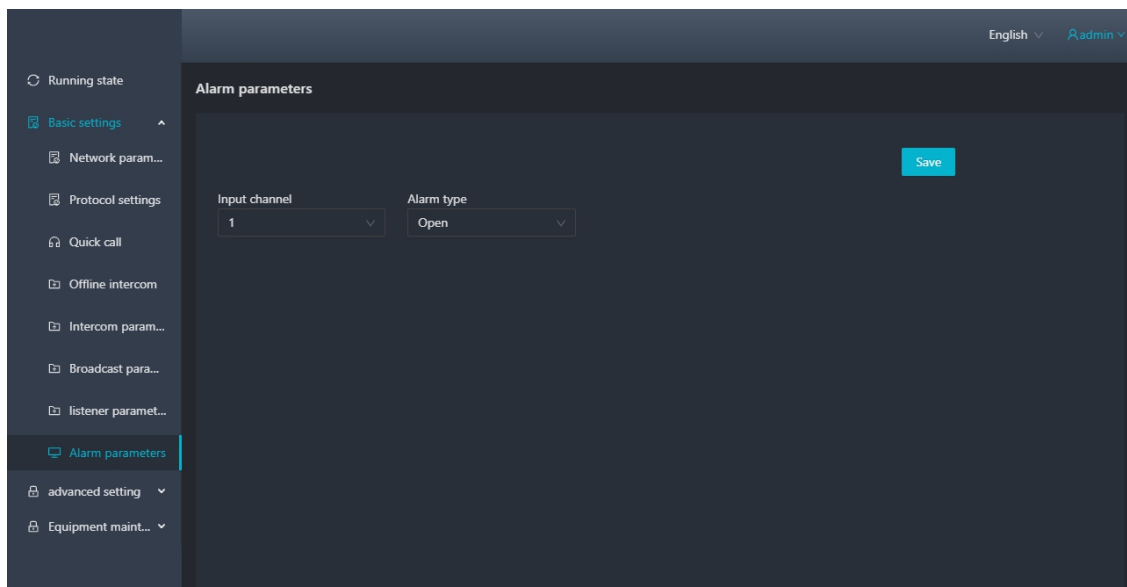 English
admin
Running state
Basic settings
Network param...
Protocol settings
Quick call
Offline intercom
Intercom param...
Broadcast para...
listener paramet...
Alarm parameters
advanced setting
Equipment maint...
Alarm parameters
Save
Input channel
Alarm type
1
Open